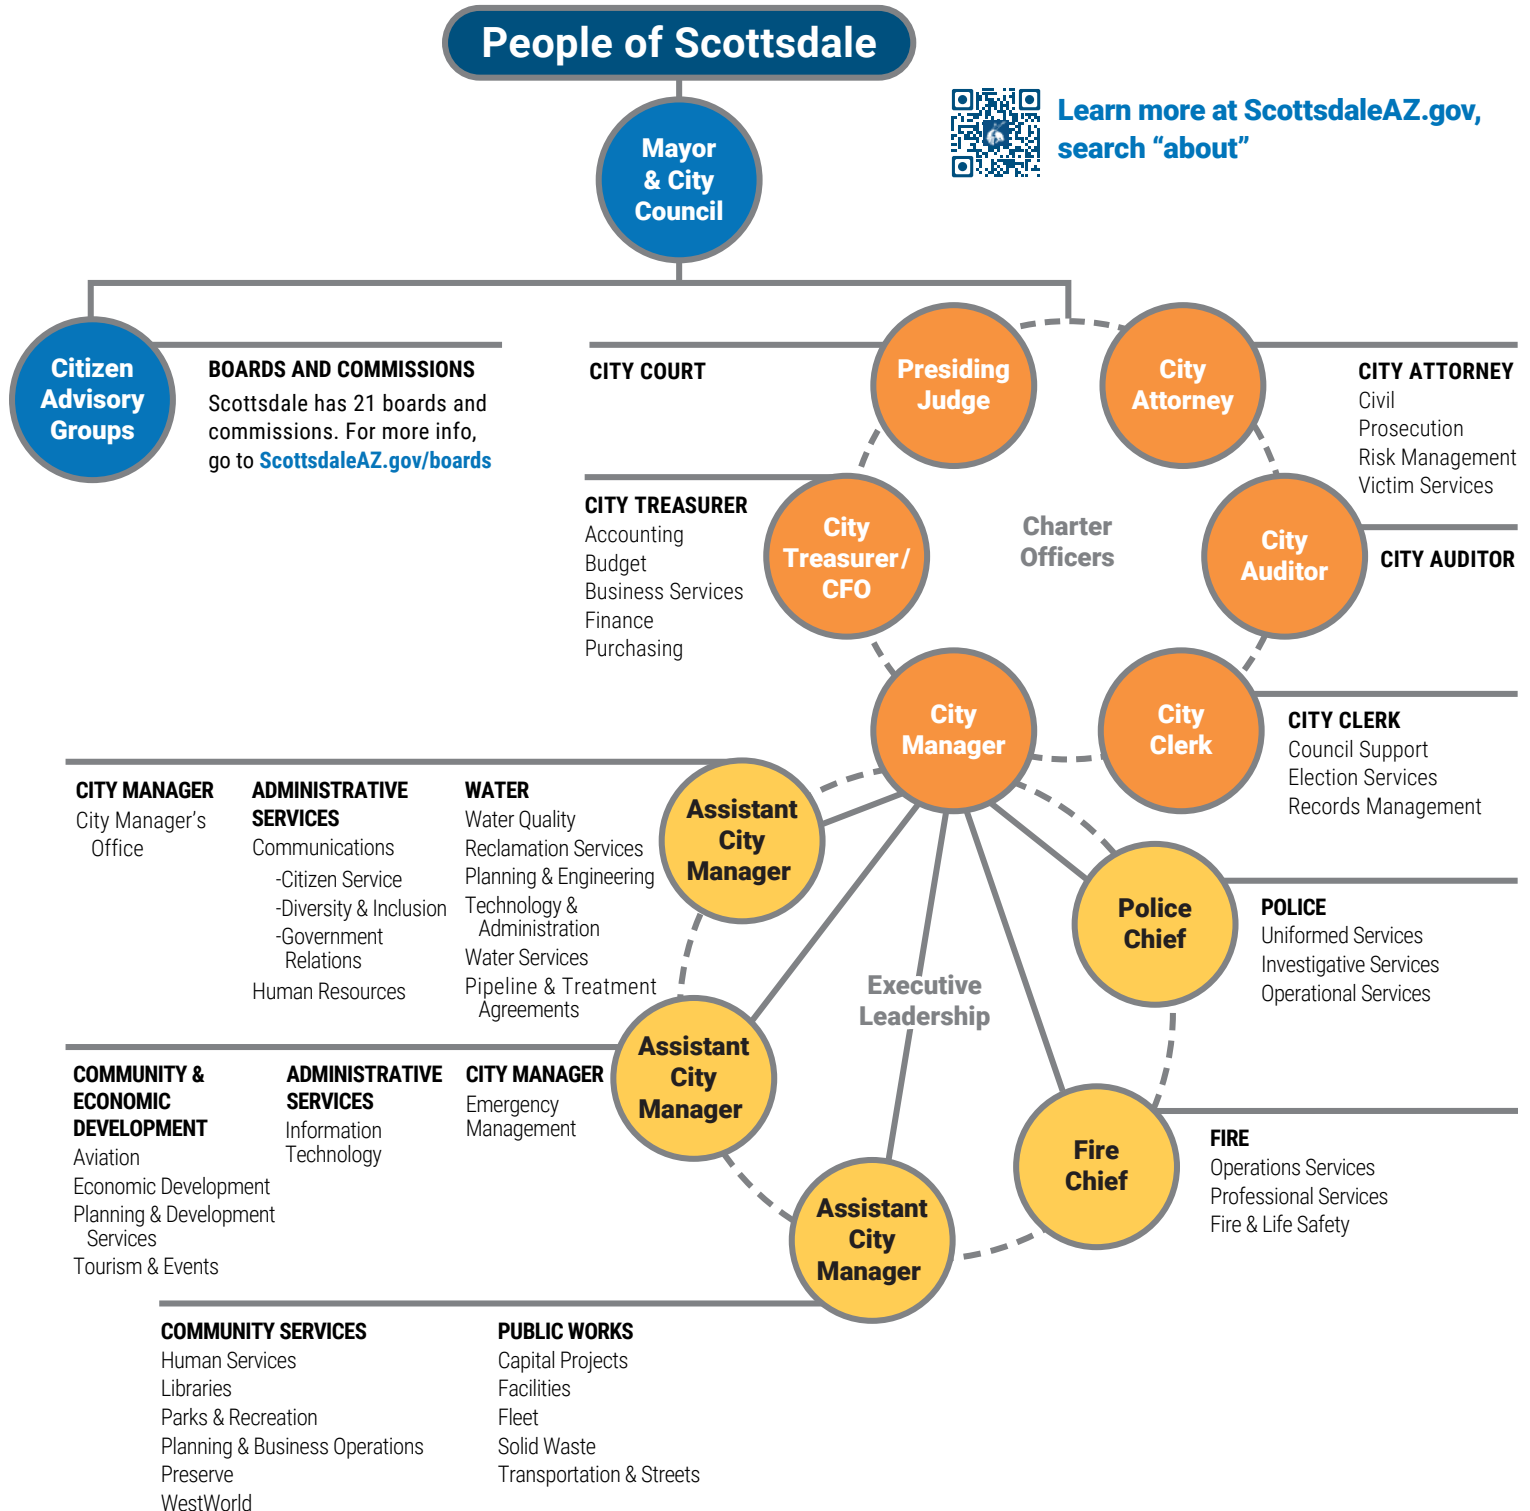 People of Scottsdale
Mayor
& City
Council
Learn more at ScottsdaleAZ.gov,
search “about”
Citizen
Advisory
Groups
BOARDS AND COMMISSIONS
Scottsdale has 21 boards and
commissions. For more info,
go to ScottsdaleAZ.gov/boards
CITY COURT
Presiding
Judge
City
Attorney
CITY ATTORNEY
Civil
Prosecution
Risk Management
Victim Services
CITY TREASURER
Accounting
Budget
Business Services
Finance
Purchasing
City
Treasurer/
CFO
Charter
Officers
City
Auditor
CITY AUDITOR
City
Manager
City
Clerk
CITY CLERK
Council Support
Election Services
Records Management
CITY MANAGER
City Manager’s
Office
ADMINISTRATIVE
SERVICES
Communications
-Citizen Service
-Diversity & Inclusion
-Government
Relations
Human Resources
WATER
Water Quality
Reclamation Services
Planning & Engineering
Technology &
Administration
Water Services
Pipeline & Treatment
Agreements
Assistant
City
Manager
Police
Chief
POLICE
Uniformed Services
Investigative Services
Operational Services
Executive
Leadership
COMMUNITY &
ECONOMIC
DEVELOPMENT
Aviation
Economic Development
Planning & Development
Services
Tourism & Events
ADMINISTRATIVE
SERVICES
Information
Technology
CITY MANAGER
Emergency
Management
Assistant
City
Manager
Fire
Chief
FIRE
Operations Services
Professional Services
Fire & Life Safety
Assistant
City
Manager
COMMUNITY SERVICES
Human Services
Libraries
Parks & Recreation
Planning & Business Operations
Preserve
WestWorld
PUBLIC WORKS
Capital Projects
Facilities
Fleet
Solid Waste
Transportation & Streets